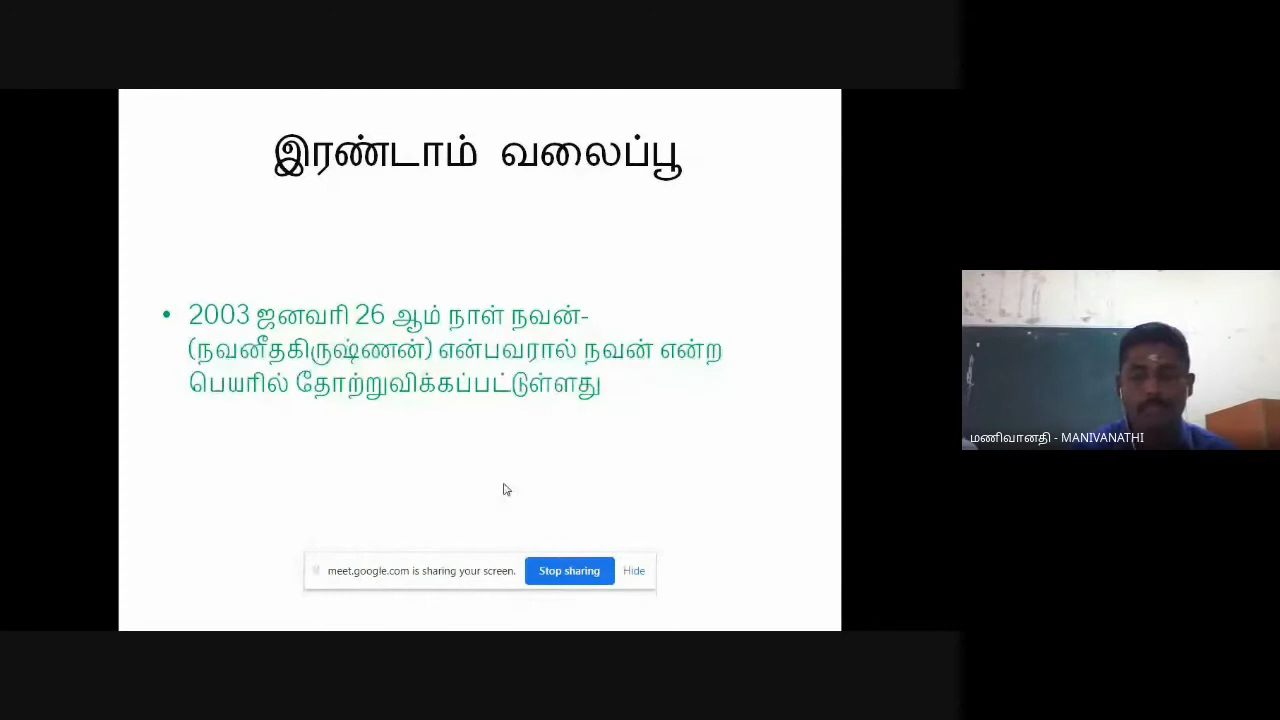 இரண்டாம் வலைப்பூ
• 2003 ஜனவரி 26 ஆம் நாள் நவன்-
(நவனீதகிருஷ்ணன்) என்பவரால் நவன் என்ற
பெயரில் தோற்றுவிக்கப்பட்டுள்ளது
meet.google.com is sharing your screen. Stop sharing Hide
மணிவானதி - MANIVANATHI